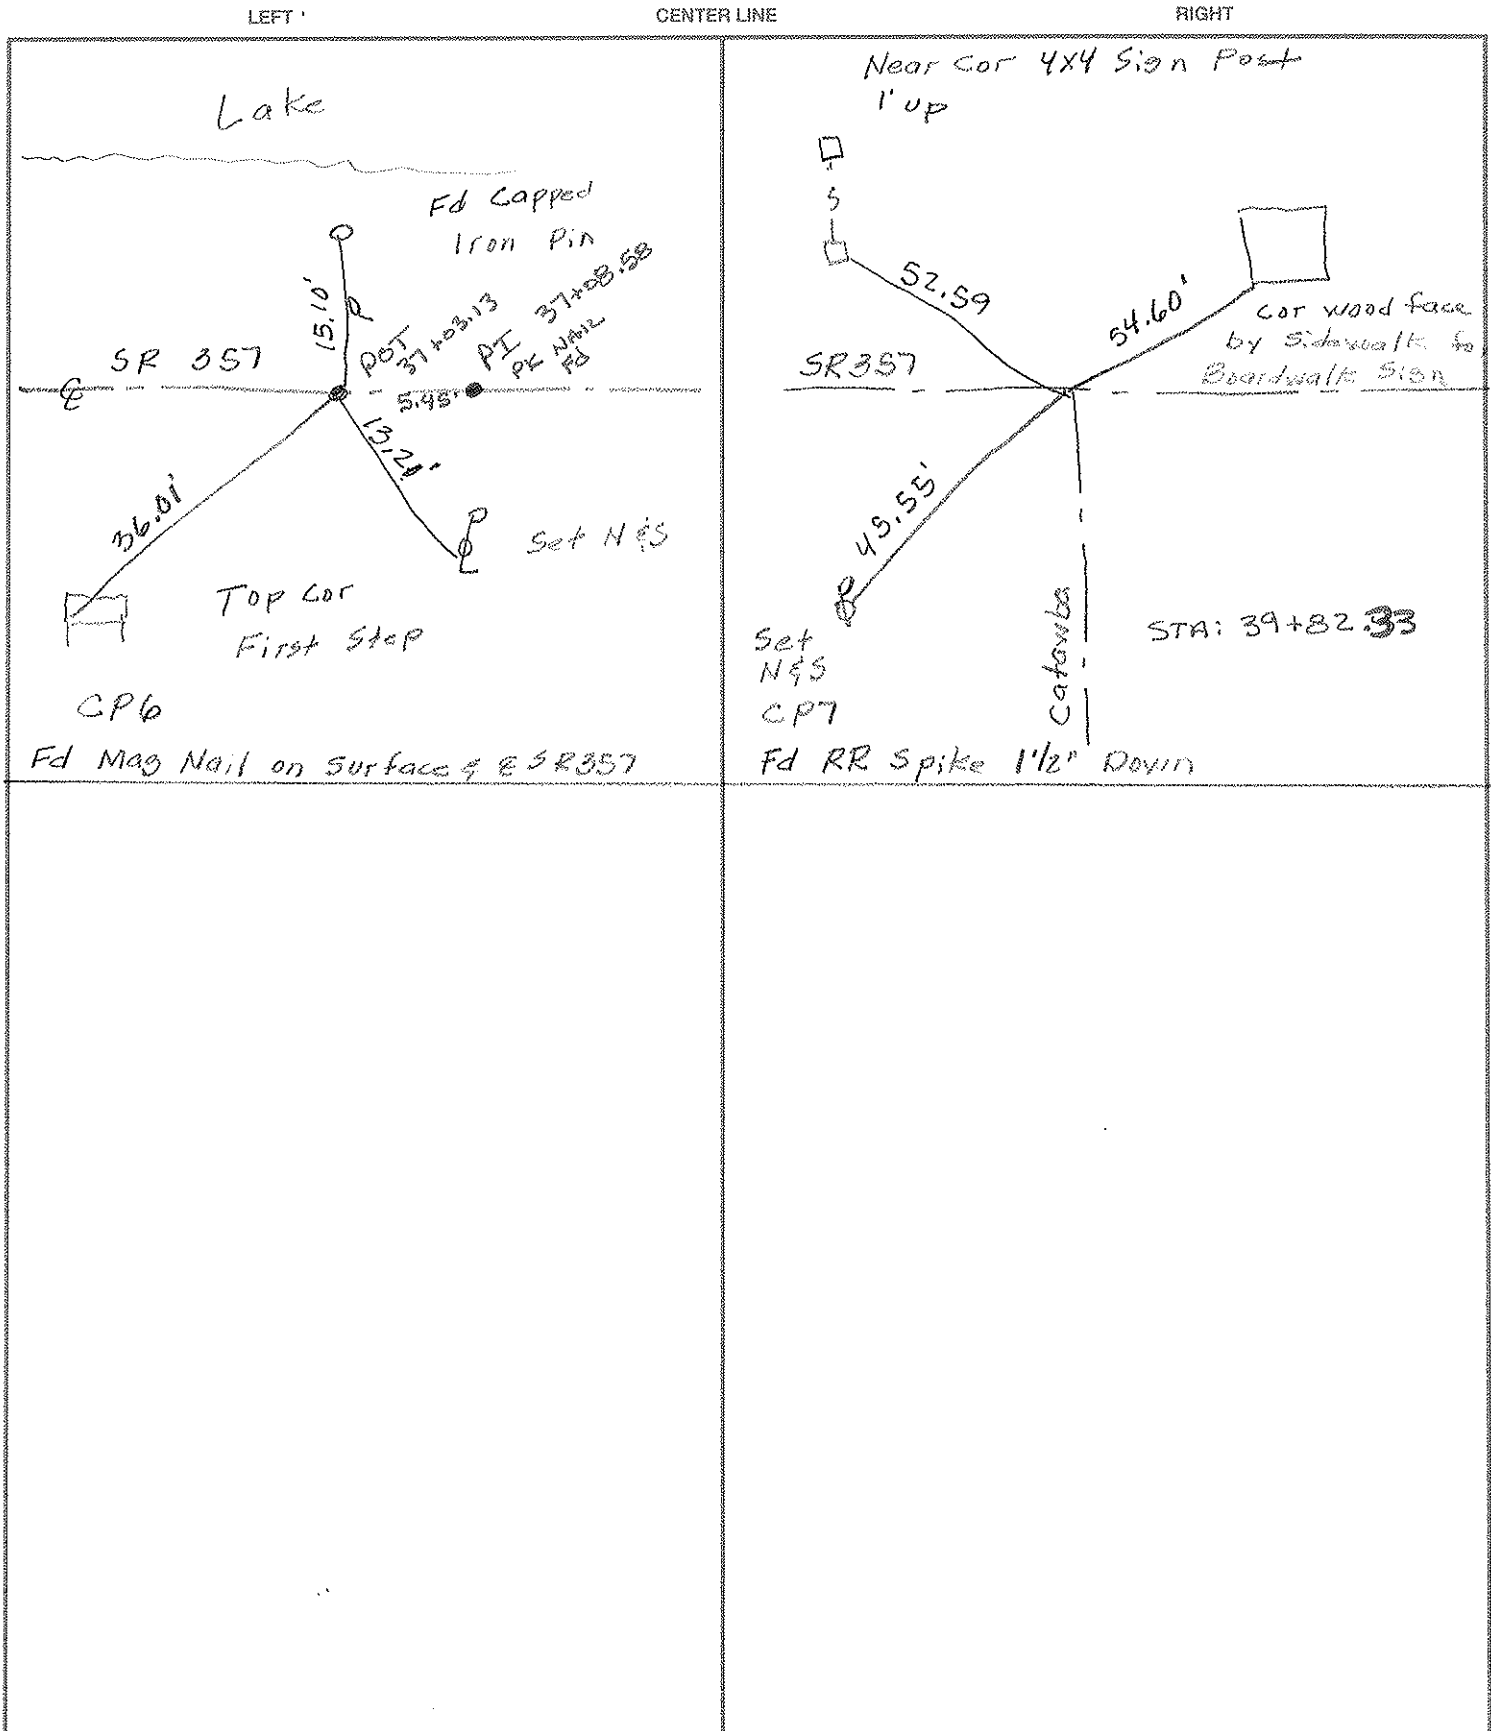 LEFT
CENTER LINE
RIGHT
Lake
Fd Capped
Iron Pin
15.10'
P
POT
37+03.13
PI 37+08.58
PK NAIL
Fd
SR 357
℄
5.45'
13.21'
36.01'
Set N&S
Top Cor
First Step
CP6
Fd Mag Nail on Surface & ℄ SR357
Near Cor 4X4 Sign Post
1' up
S
52.59
54.60'
Cor wood face
by Sidewalk to
Boardwalk Sign
SR357
45.55'
Catawba
STA: 39+82.33
Set
N&S
CP7
Fd RR Spike 1 1/2" Down